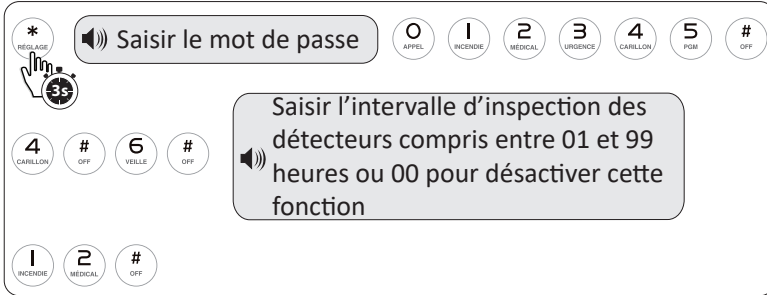 * RÉGLAGE 3s Saisir le mot de passe 0 APPEL 1 INCENDIE 2 MÉDICAL 3 URGENCE 4 CARILLON 5 PGM # OFF
4 CARILLON # OFF 6 VEILLE # OFF
Saisir l'intervalle d'inspection des
détecteurs compris entre 01 et 99
heures ou 00 pour désactiver cette
fonction
1 INCENDIE 2 MÉDICAL # OFF